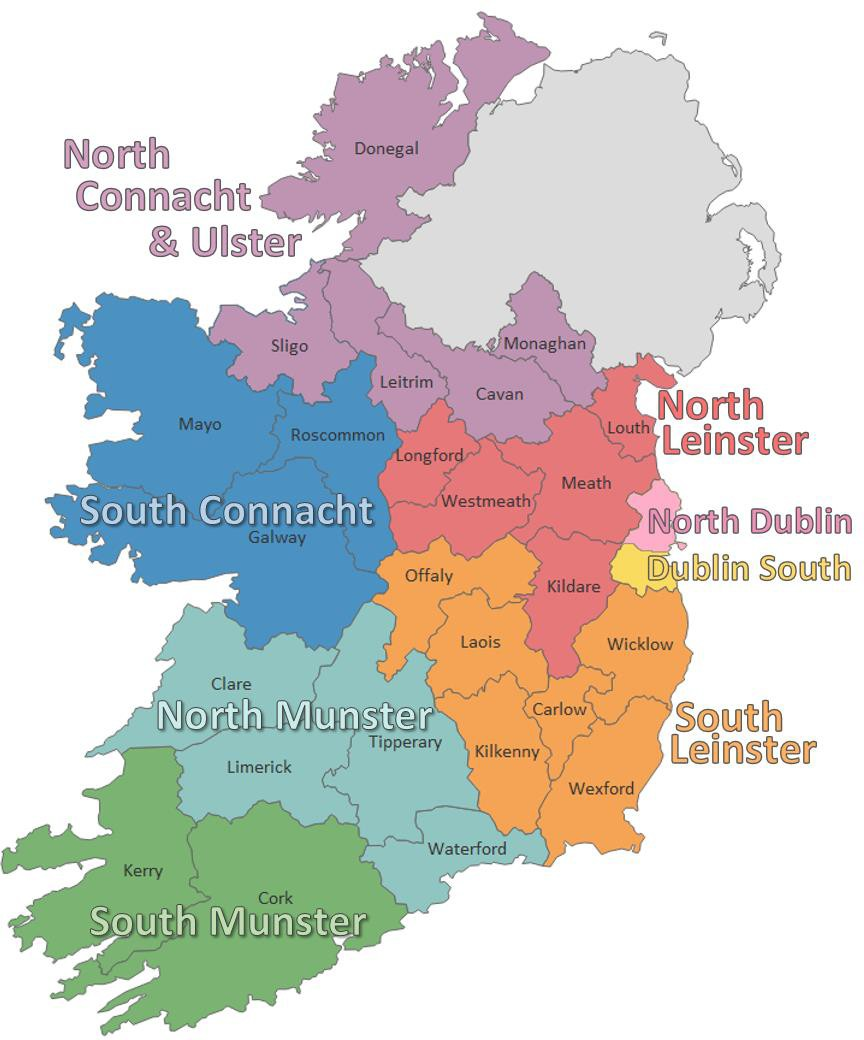 Donegal
North
Connacht
& Ulster
Monaghan
Sligo
Leitrim
Cavan
North
Leinster
Mayo
Roscommon
Louth
Longford
Meath
Westmeath
South Connacht
North Dublin
Galway
Dublin South
Offaly
Kildare
Laois
Wicklow
Clare
Carlow
North Munster
South
Leinster
Tipperary
Kilkenny
Limerick
Wexford
Waterford
Kerry
Cork
South Munster